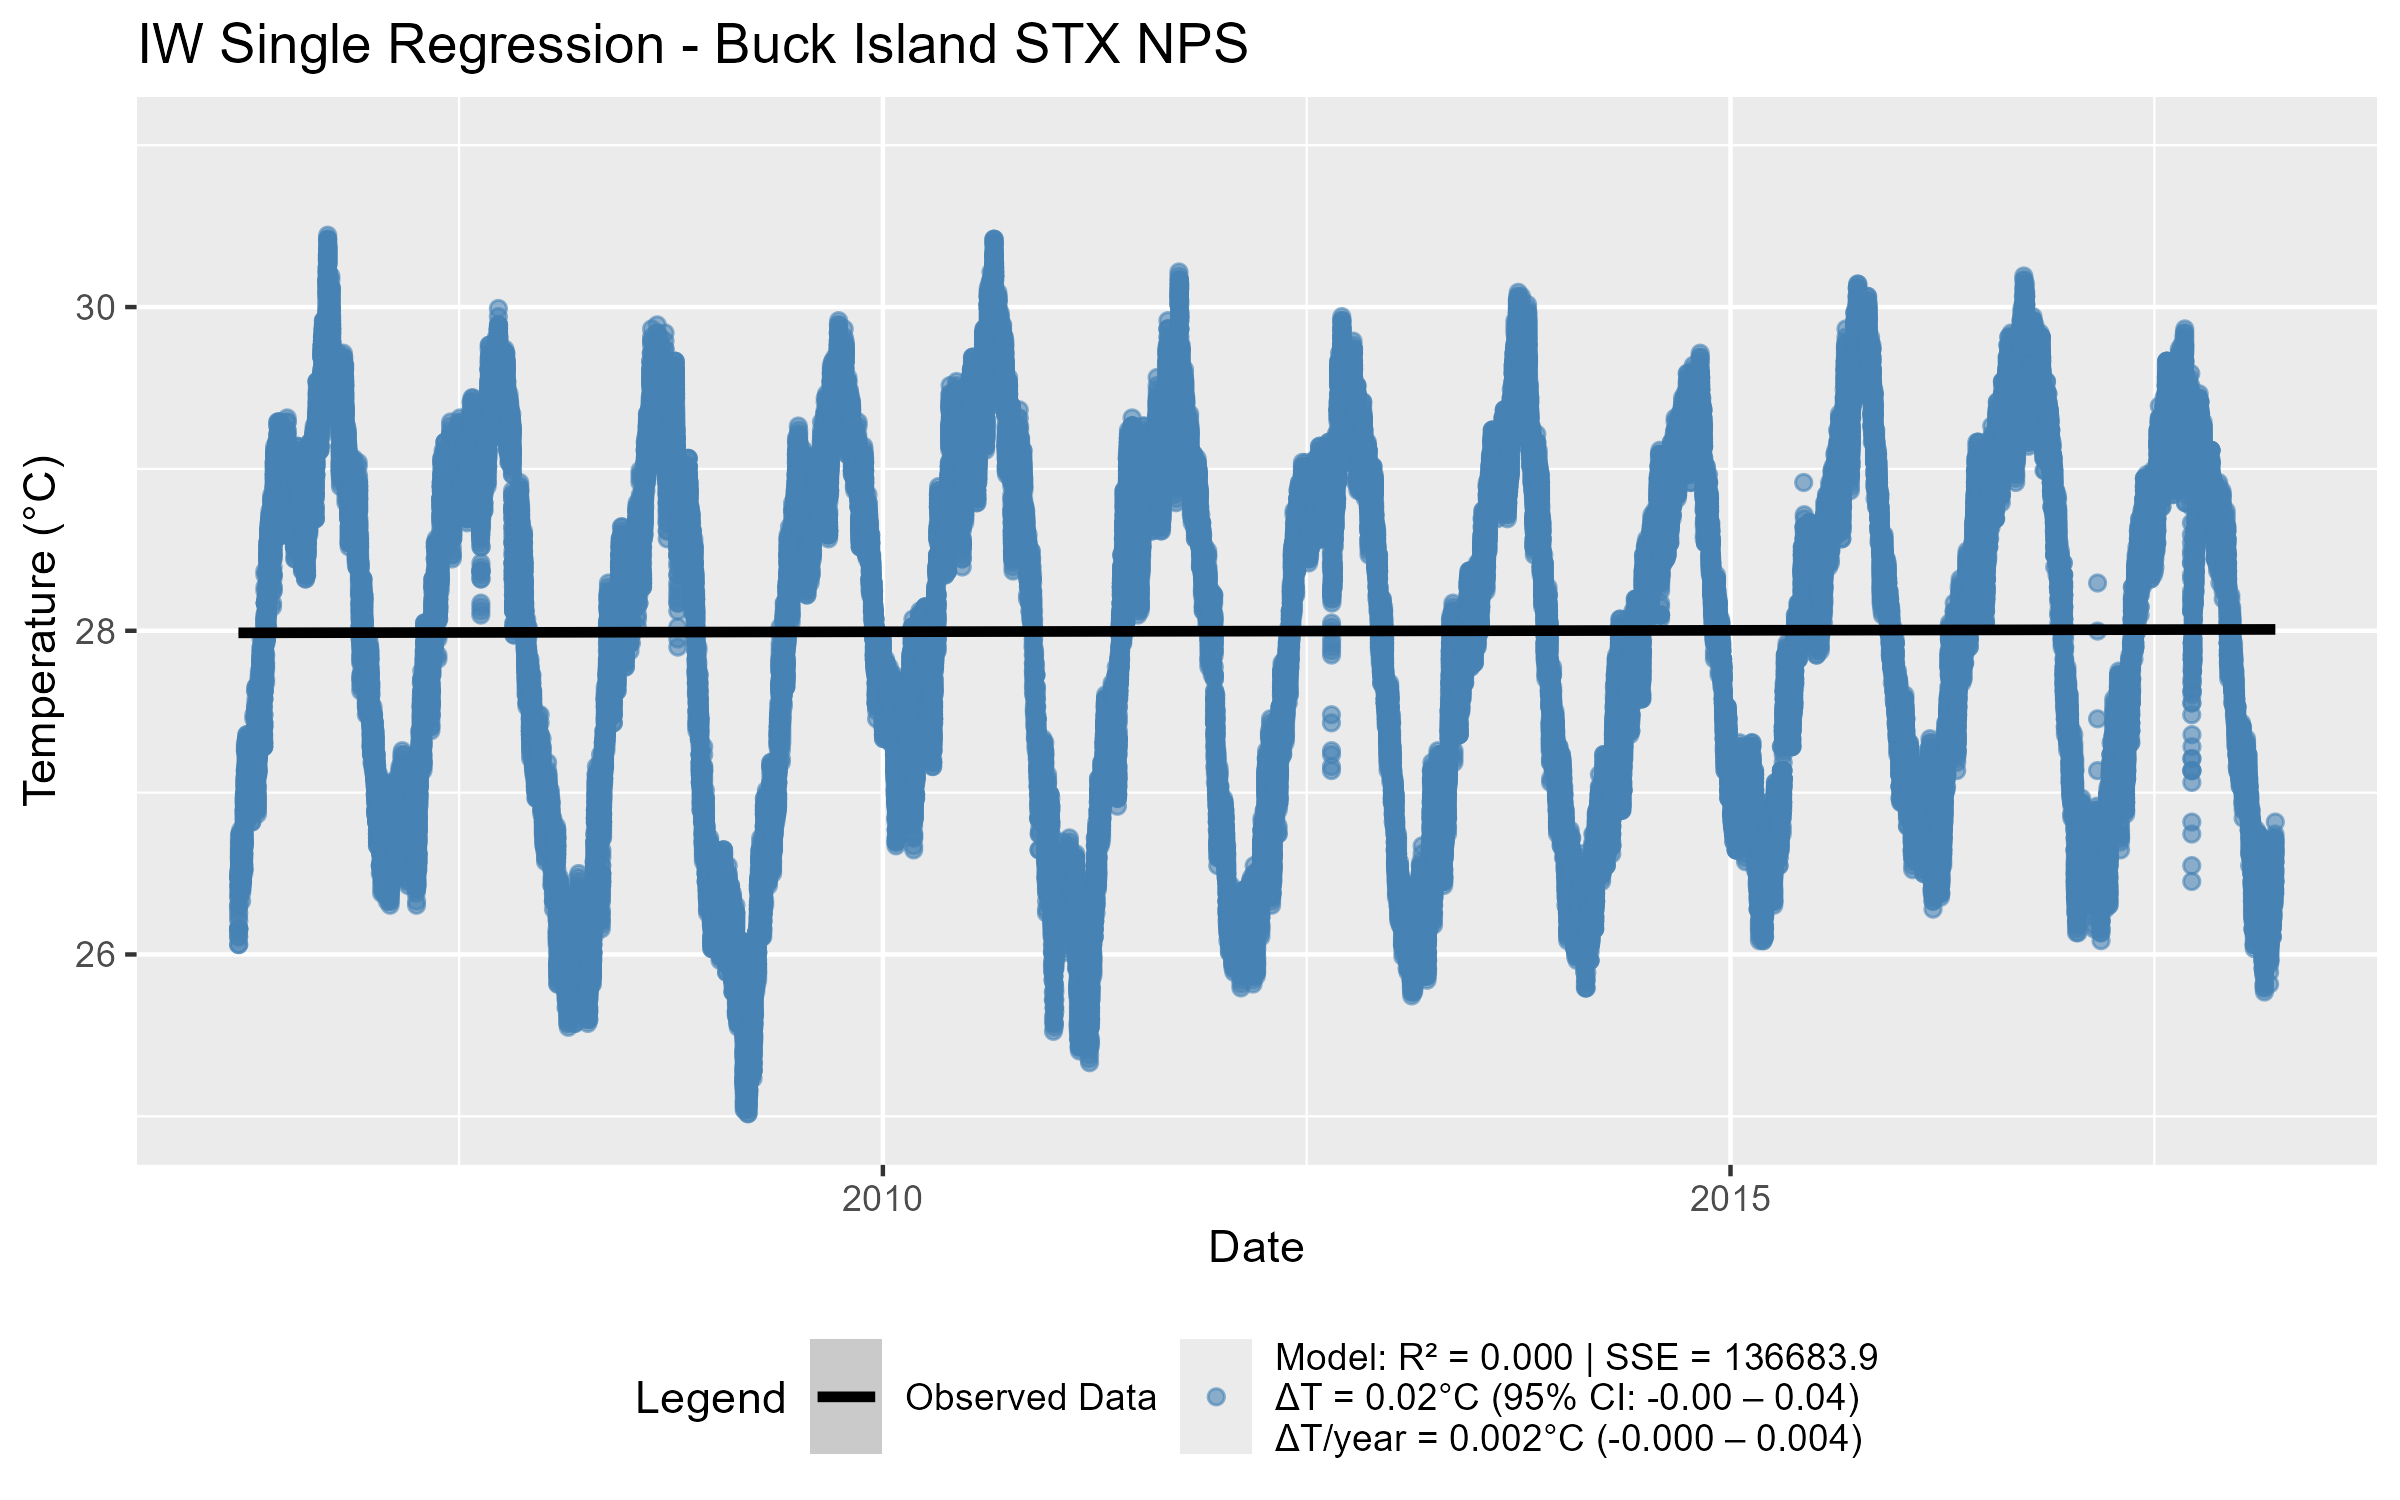 IW Single Regression - Buck Island STX NPS
Temperature (°C)
30
28
26
2010
2015
Date
Legend
Observed Data
Model: R² = 0.000 | SSE = 136683.9
ΔT = 0.02°C (95% CI: -0.00 – 0.04)
ΔT/year = 0.002°C (-0.000 – 0.004)